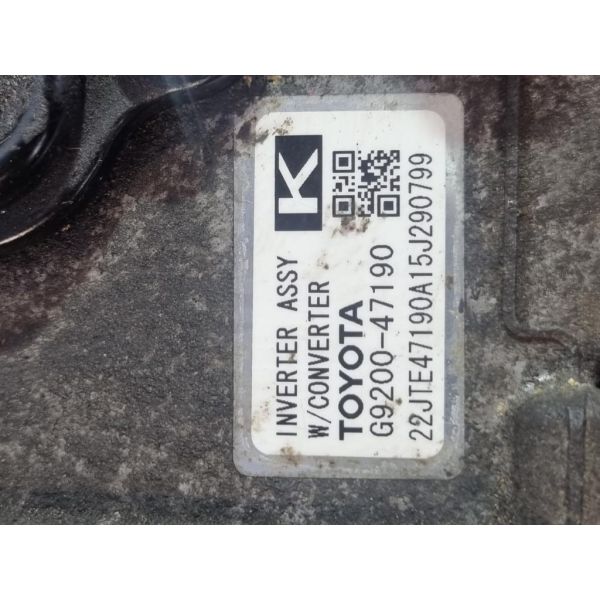 INVERTER ASSY
W/CONVERTER
K
TOYOTA
G9200-47190
22JTE47190A15J290799